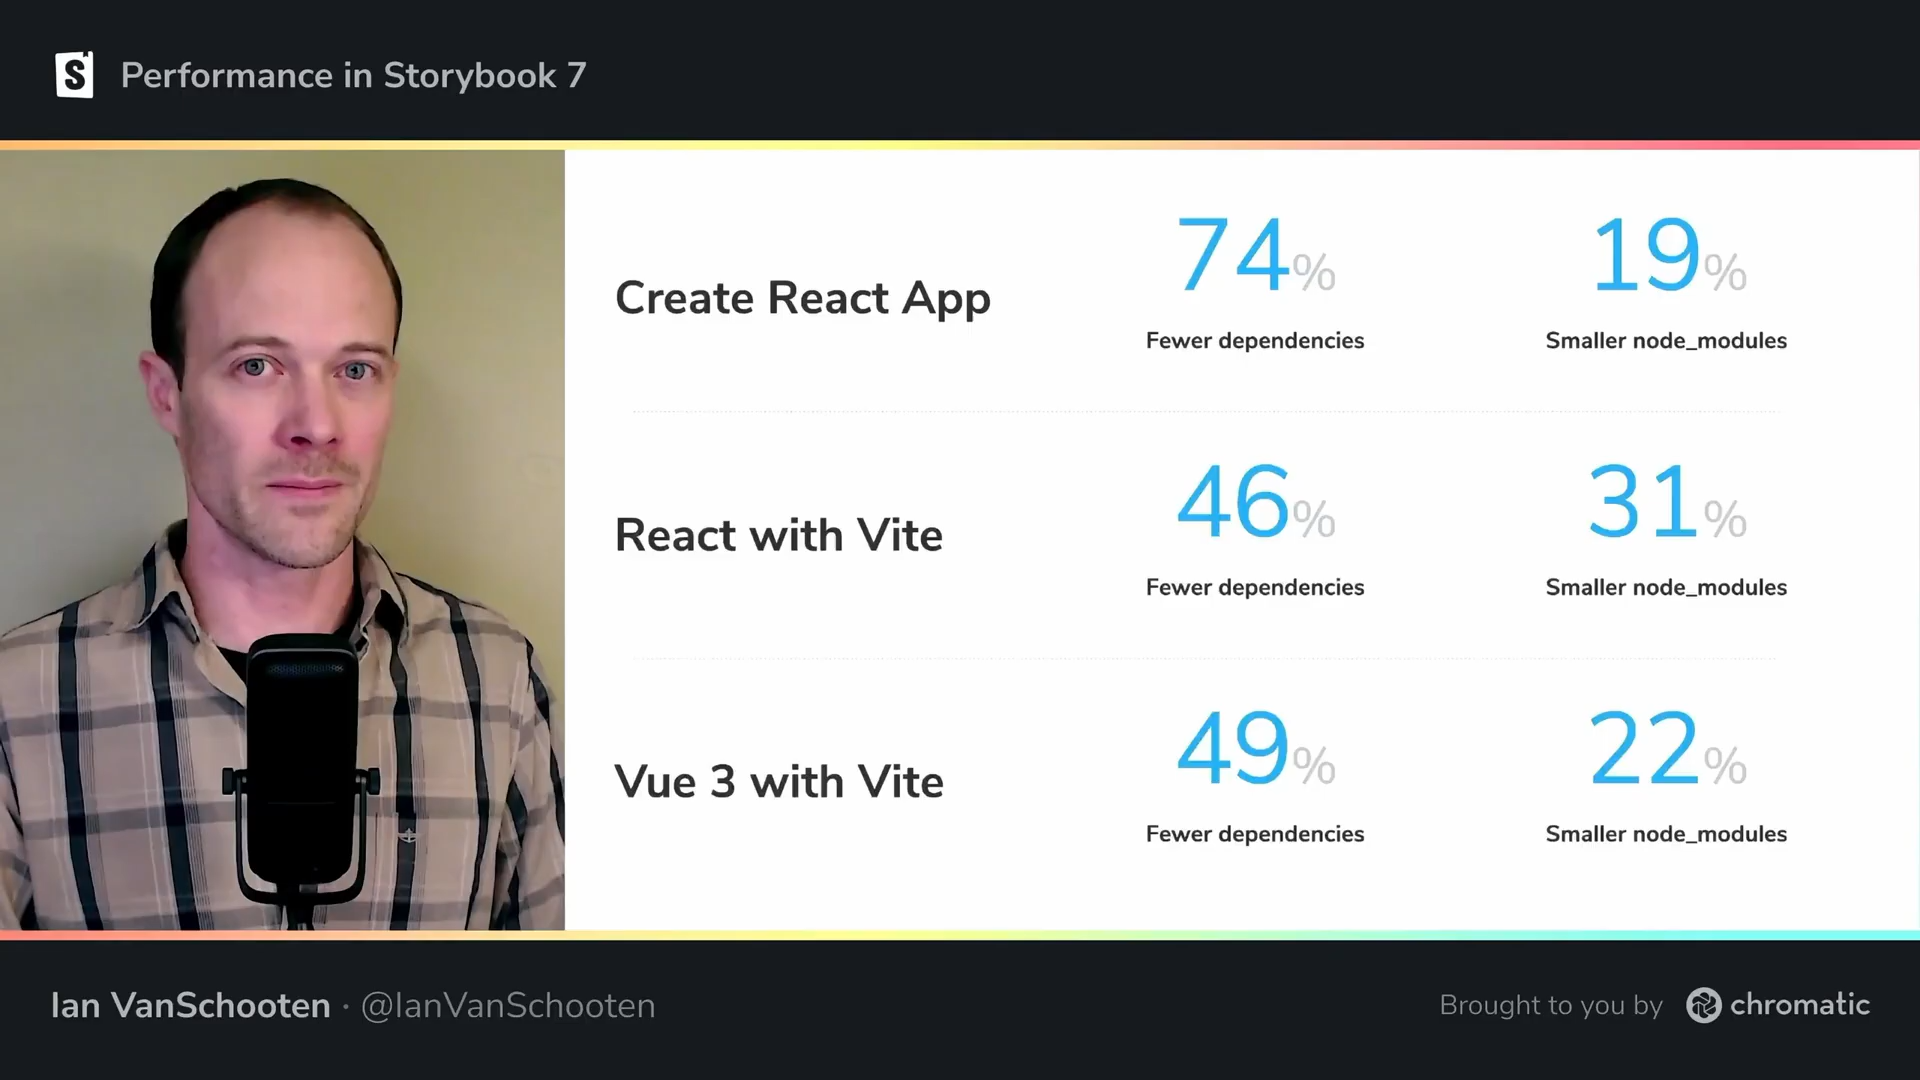 S Performance in Storybook 7
Create React App
74%
Fewer dependencies
19%
Smaller node_modules
React with Vite
46%
Fewer dependencies
31%
Smaller node_modules
Vue 3 with Vite
49%
Fewer dependencies
22%
Smaller node_modules
Ian VanSchooten · @IanVanSchooten
Brought to you by chromatic